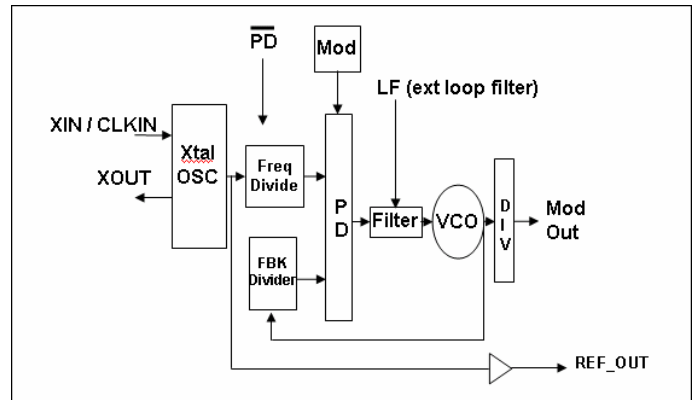 PD
Mod
LF (ext loop filter)
XIN / CLKIN
Xtal
OSC
XOUT
Freq
Divide
P
D
Filter
VCO
D
I
V
Mod
Out
FBK
Divider
REF_OUT